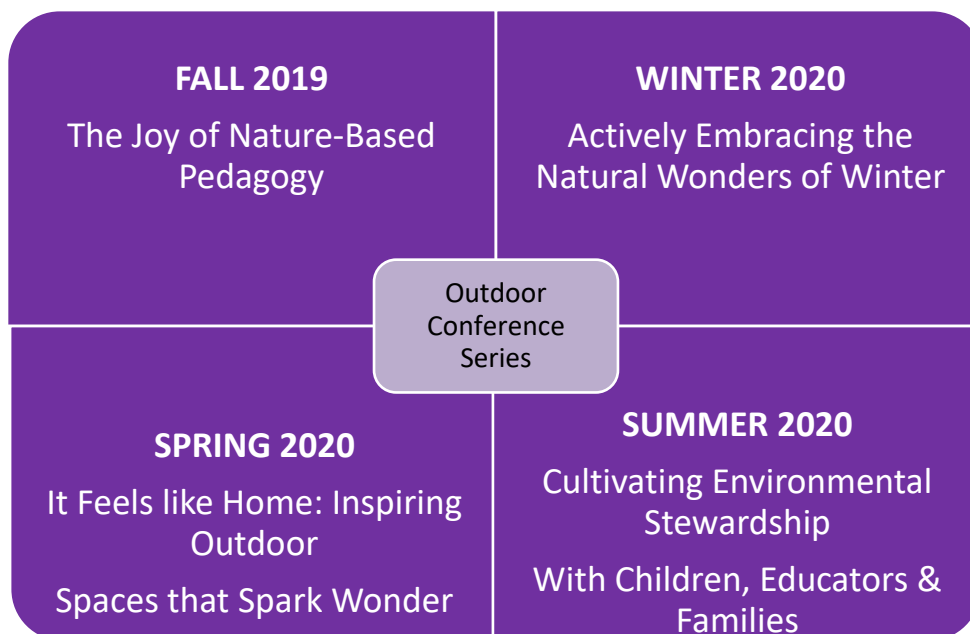 FALL 2019
The Joy of Nature-Based
Pedagogy
WINTER 2020
Actively Embracing the
Natural Wonders of Winter
Outdoor
Conference
Series
SPRING 2020
It Feels like Home: Inspiring
Outdoor
Spaces that Spark Wonder
SUMMER 2020
Cultivating Environmental
Stewardship
With Children, Educators &
Families